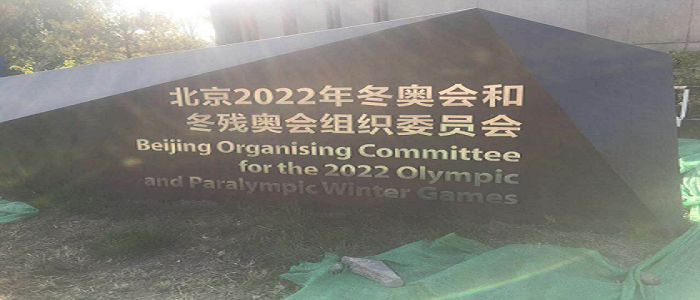 北京2022年冬奥会和
冬残奥会组织委员会
Beijing Organising Committee
for the 2022 Olympic
and Paralympic Winter Games